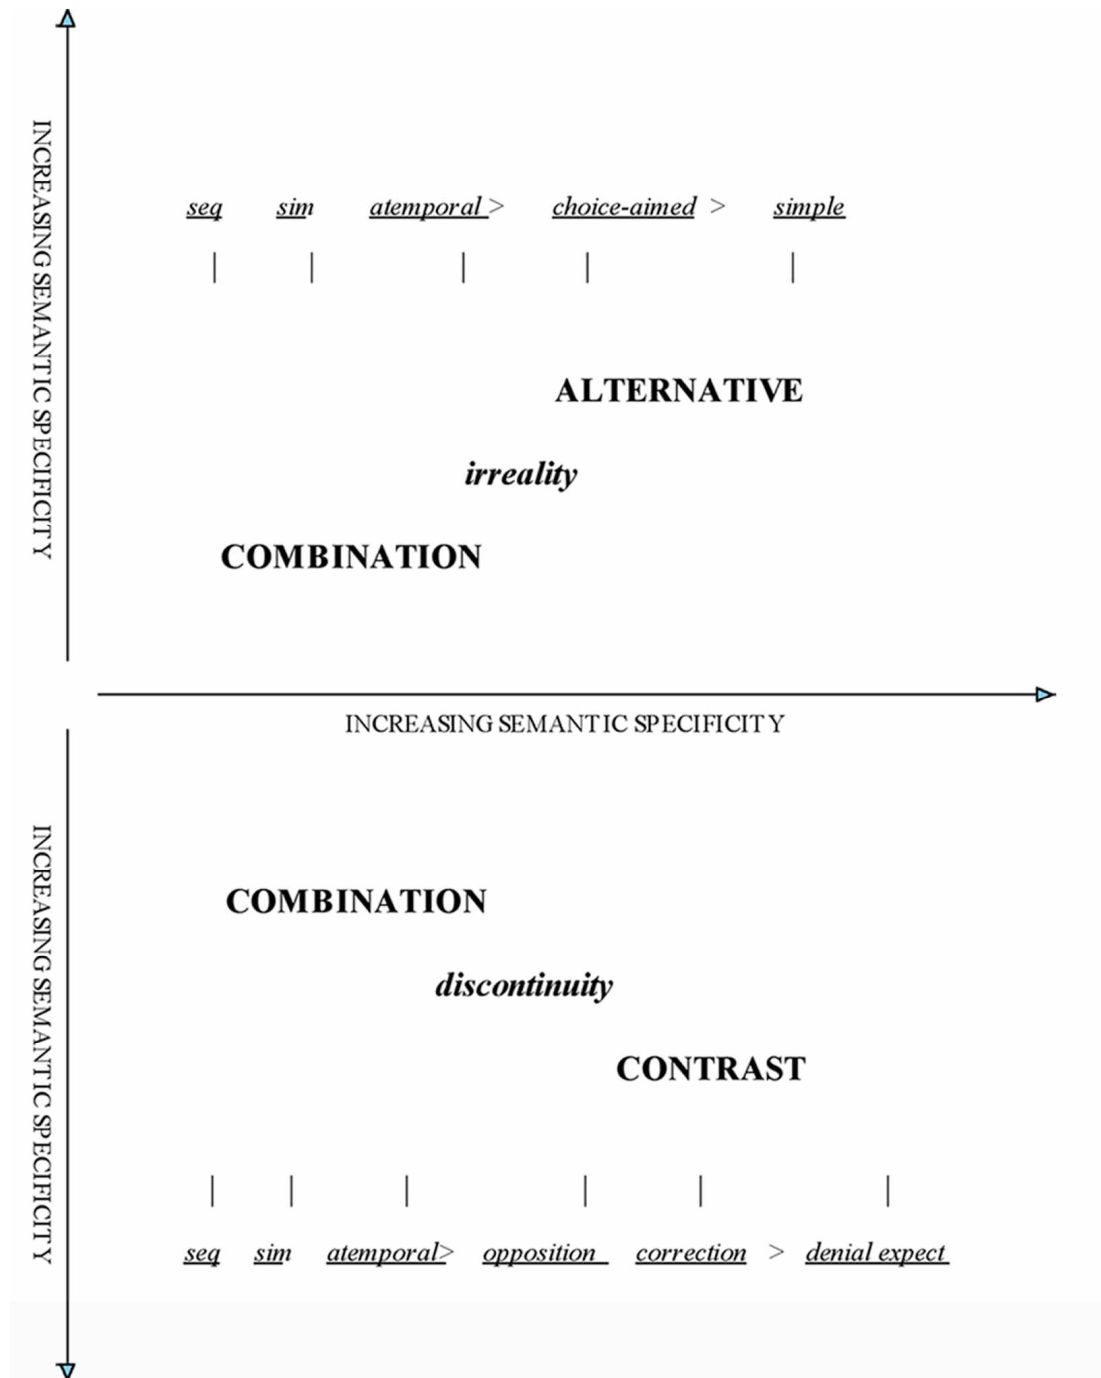 INCREASING SEMANTIC SPECIFICITY
seq sim atemporal > choice-aimed > simple
ALTERNATIVE
irreality
COMBINATION
INCREASING SEMANTIC SPECIFICITY
INCREASING SEMANTIC SPECIFICITY
COMBINATION
discontinuity
CONTRAST
seq sim atemporal> opposition correction > denial expect